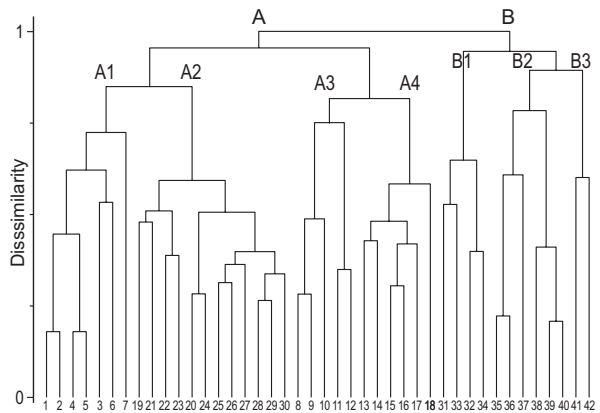 A B
1
A1 A2 A3 A4 B1 B2 B3
Disssimilarity
0
1 2 4 5 3 6 7 19 21 22 23 20 24 25 26 27 28 29 30 8 9 10 11 12 13 14 15 16 17 18 31 33 32 34 35 36 37 38 39 40 41 42